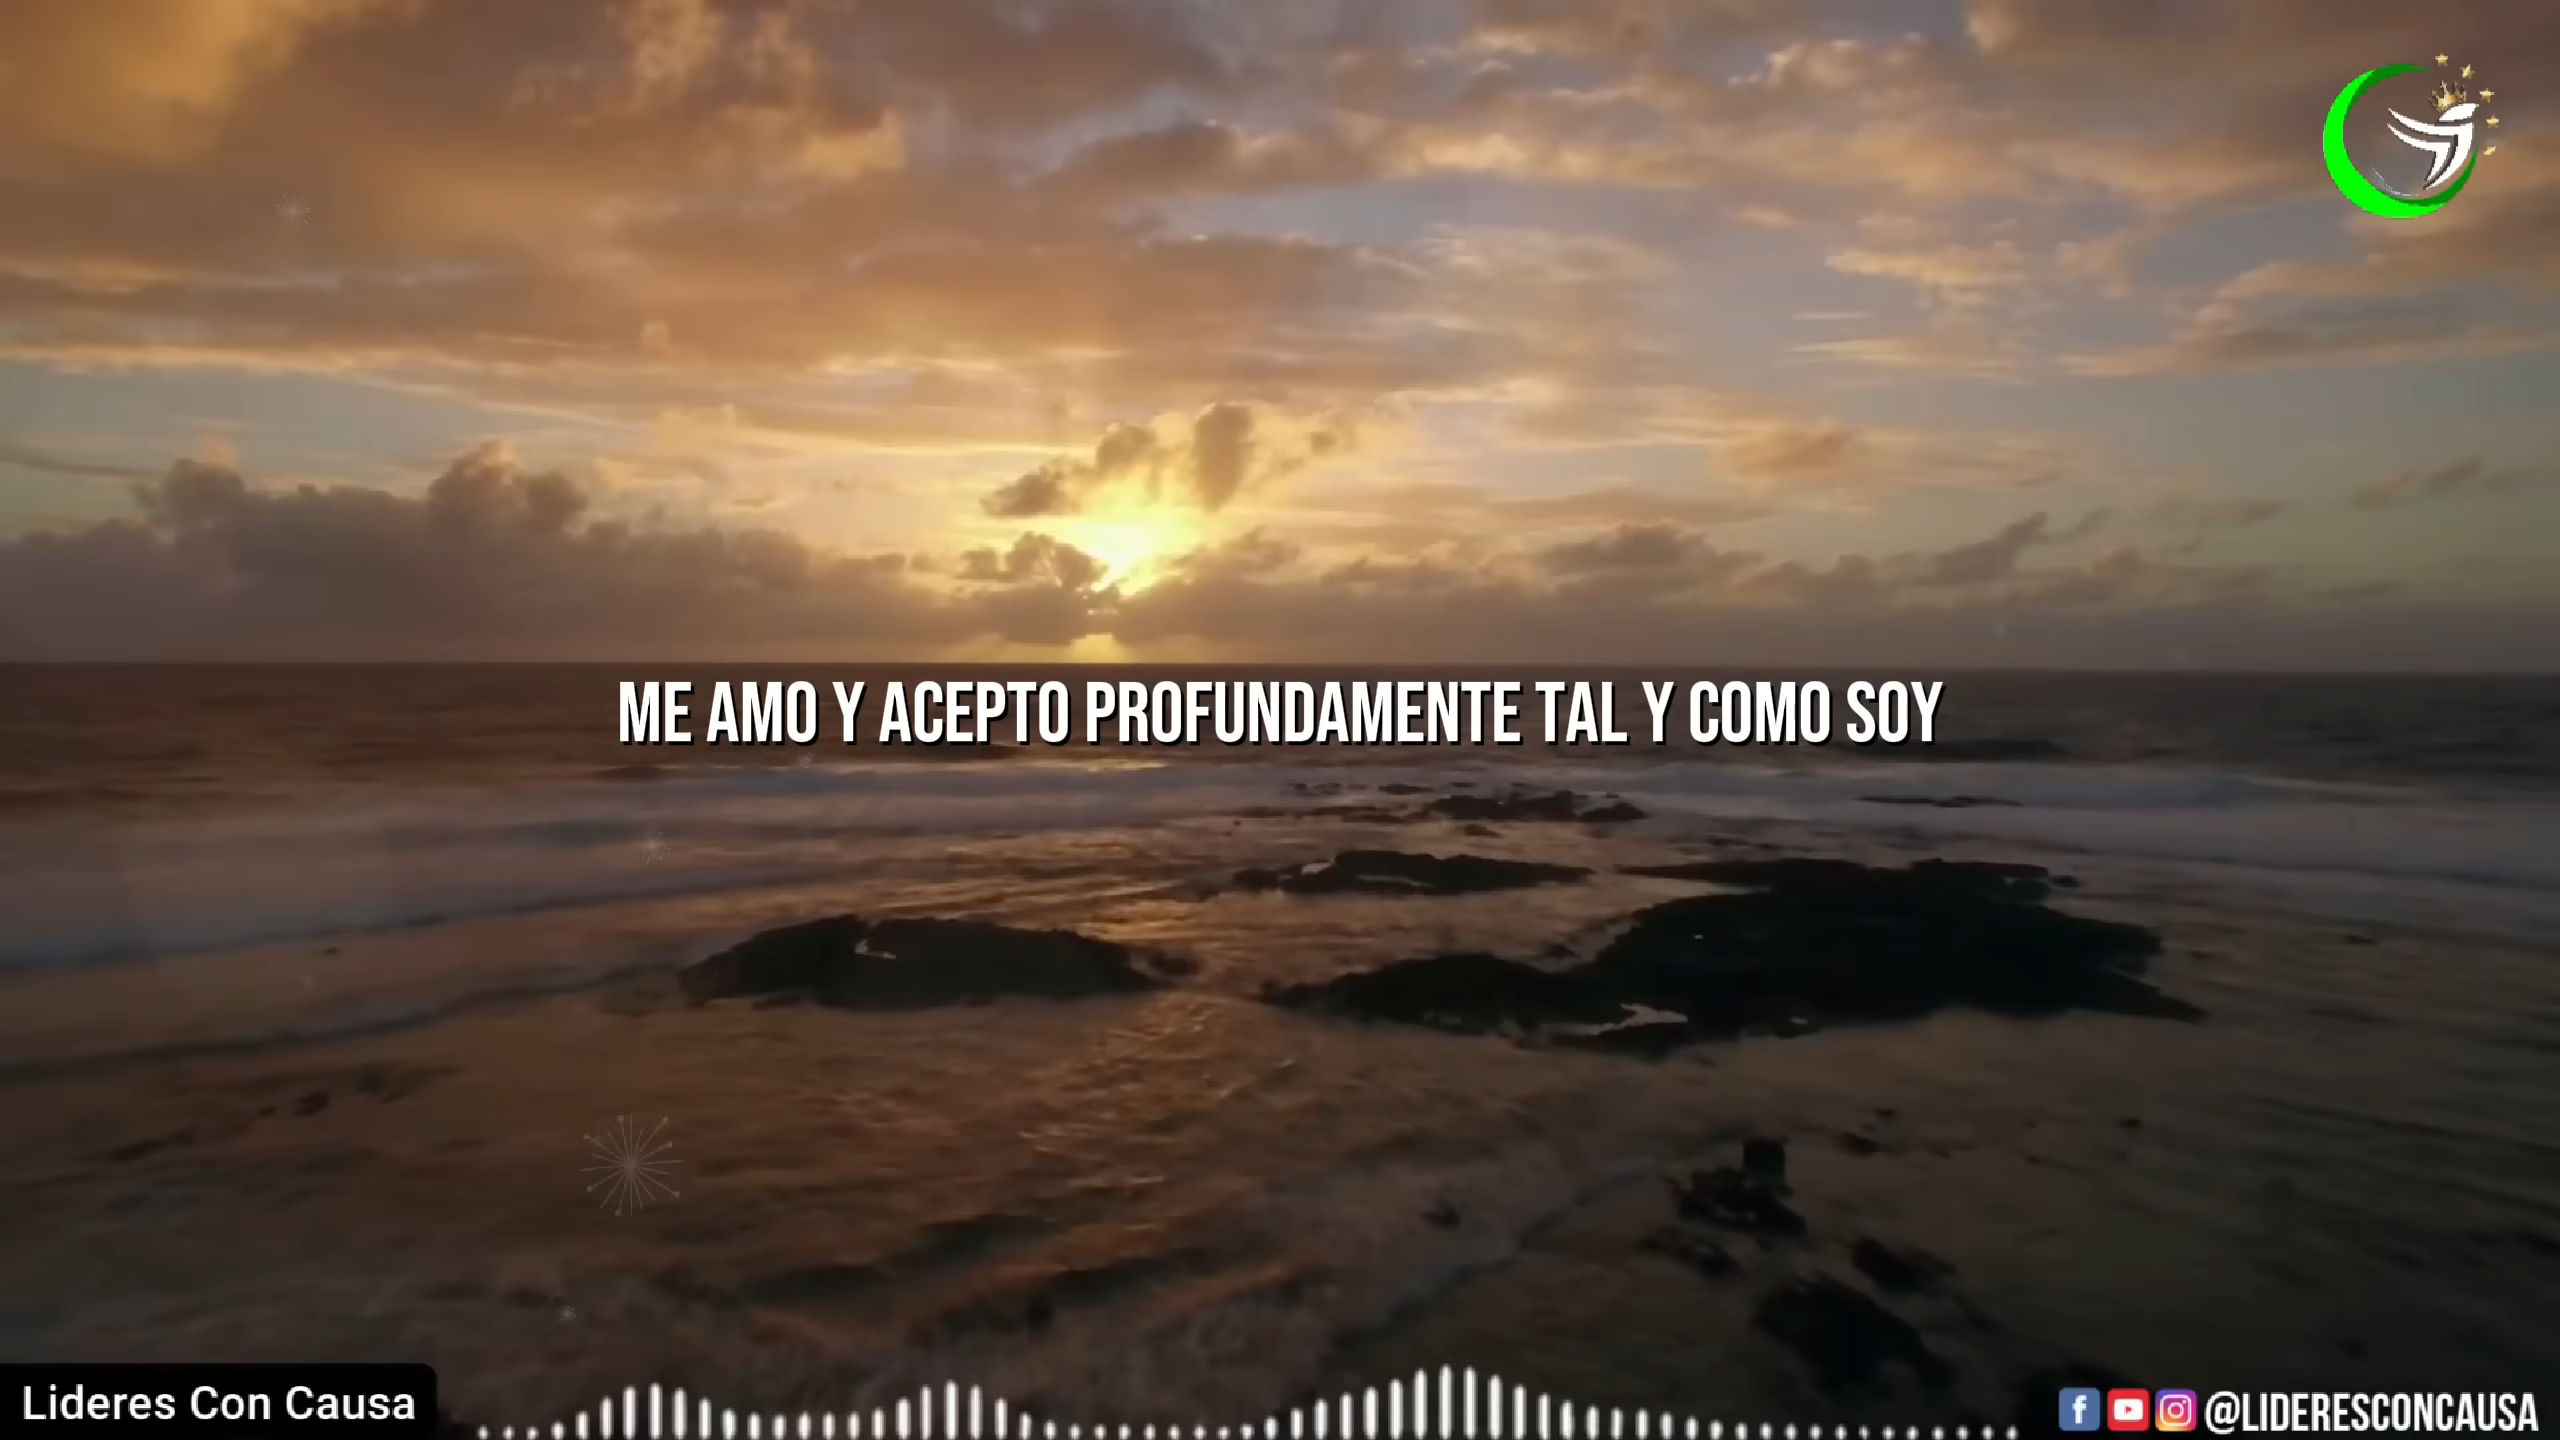 ME AMO Y ACEPTO PROFUNDAMENTE TAL Y COMO SOY
Lideres Con Causa
@LIDERESCONCAUSA